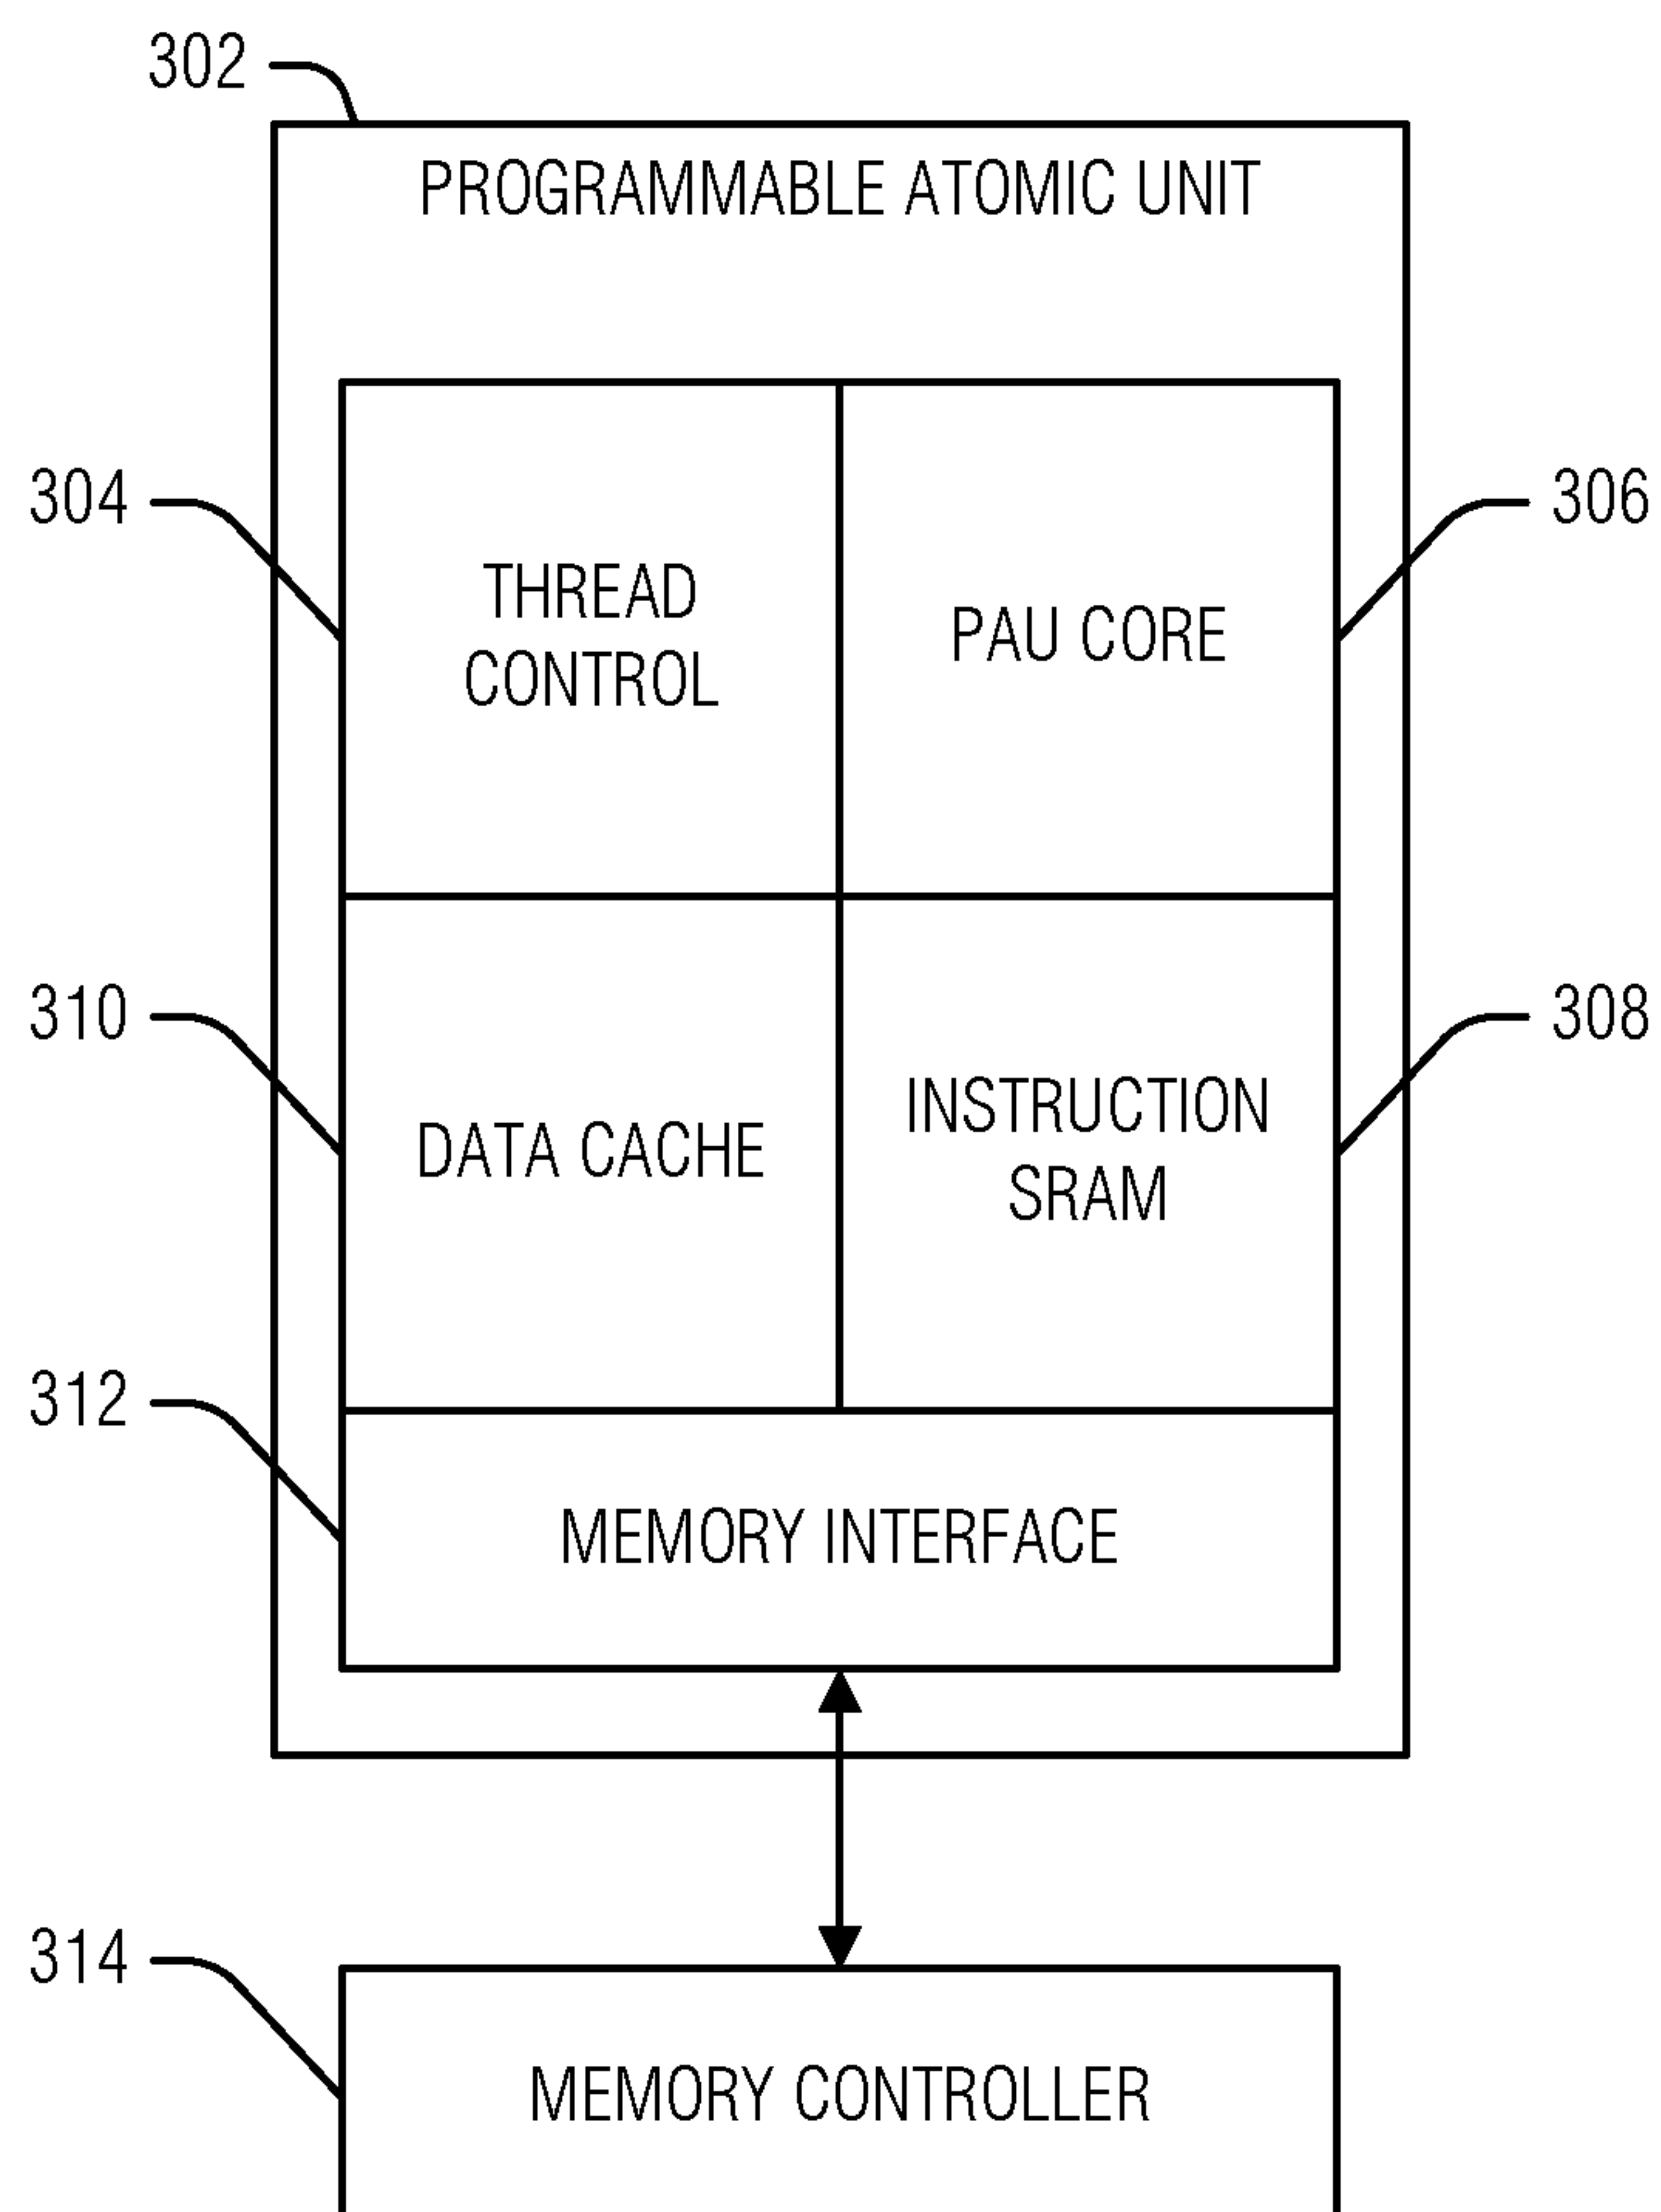 302
PROGRAMMABLE ATOMIC UNIT
304
306
THREAD
CONTROL
PAU CORE
310
308
DATA CACHE
INSTRUCTION
SRAM
312
MEMORY INTERFACE
314
MEMORY CONTROLLER